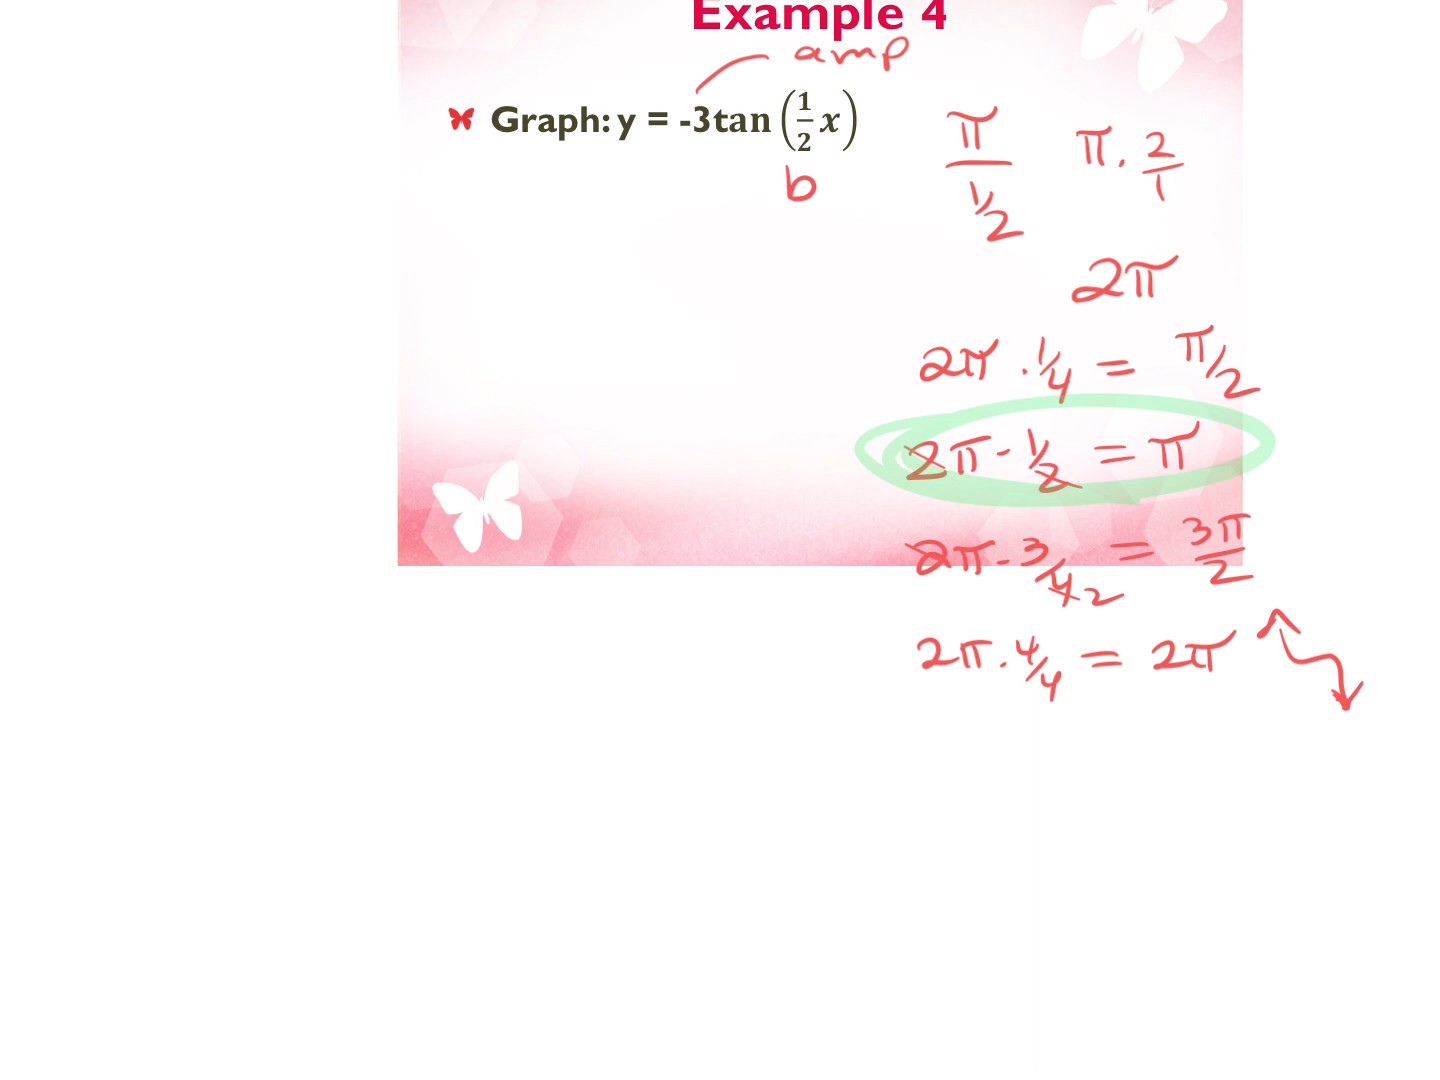 Example 4
amp
Graph: y = -3tan (1/2 x)
b
π / 1/2 π · 2/1
2π
2π · 1/4 = π/2
2π - 1/2 = π
2π - 3/4 2 = 3π/2
2π · 4/4 = 2π